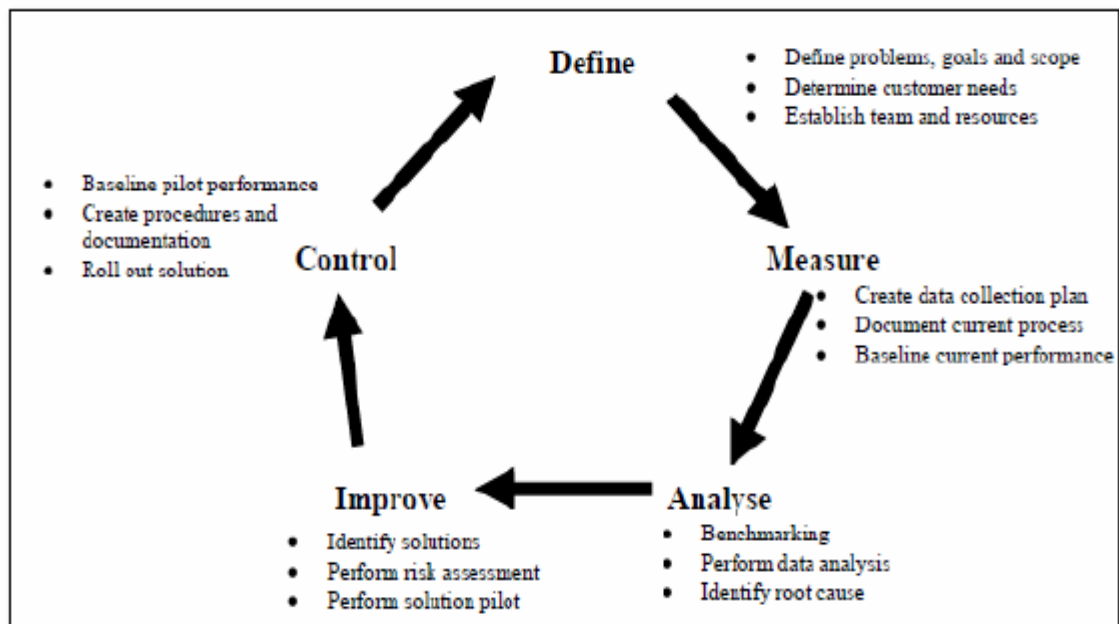 Define
• Define problems, goals and scope
• Determine customer needs
• Establish team and resources
Measure
• Create data collection plan
• Document current process
• Baseline current performance
Analyse
• Benchmarking
• Perform data analysis
• Identify root cause
Improve
• Identify solutions
• Perform risk assessment
• Perform solution pilot
Control
• Baseline pilot performance
• Create procedures and
documentation
• Roll out solution